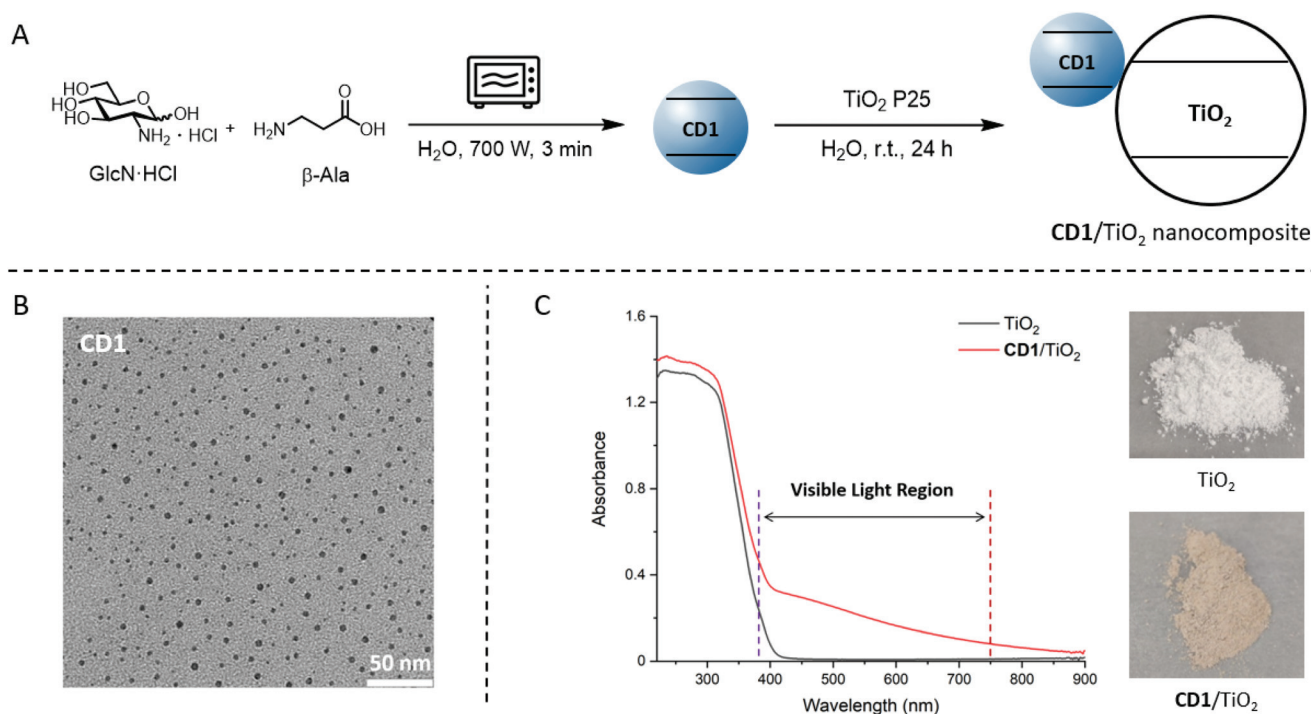 A
HO
HO
HO
O
OH
NH₂ · HCl
+
GlcN·HCl
H₂N
O
OH
β-Ala
H₂O, 700 W, 3 min
CD1
TiO₂ P25
H₂O, r.t., 24 h
CD1
TiO₂
CD1/TiO₂ nanocomposite
B
CD1
50 nm
C
TiO₂
CD1/TiO₂
Visible Light Region
Absorbance
1.6
1.2
0.8
0.4
0
300
400
500
600
700
800
900
Wavelength (nm)
TiO₂
CD1/TiO₂